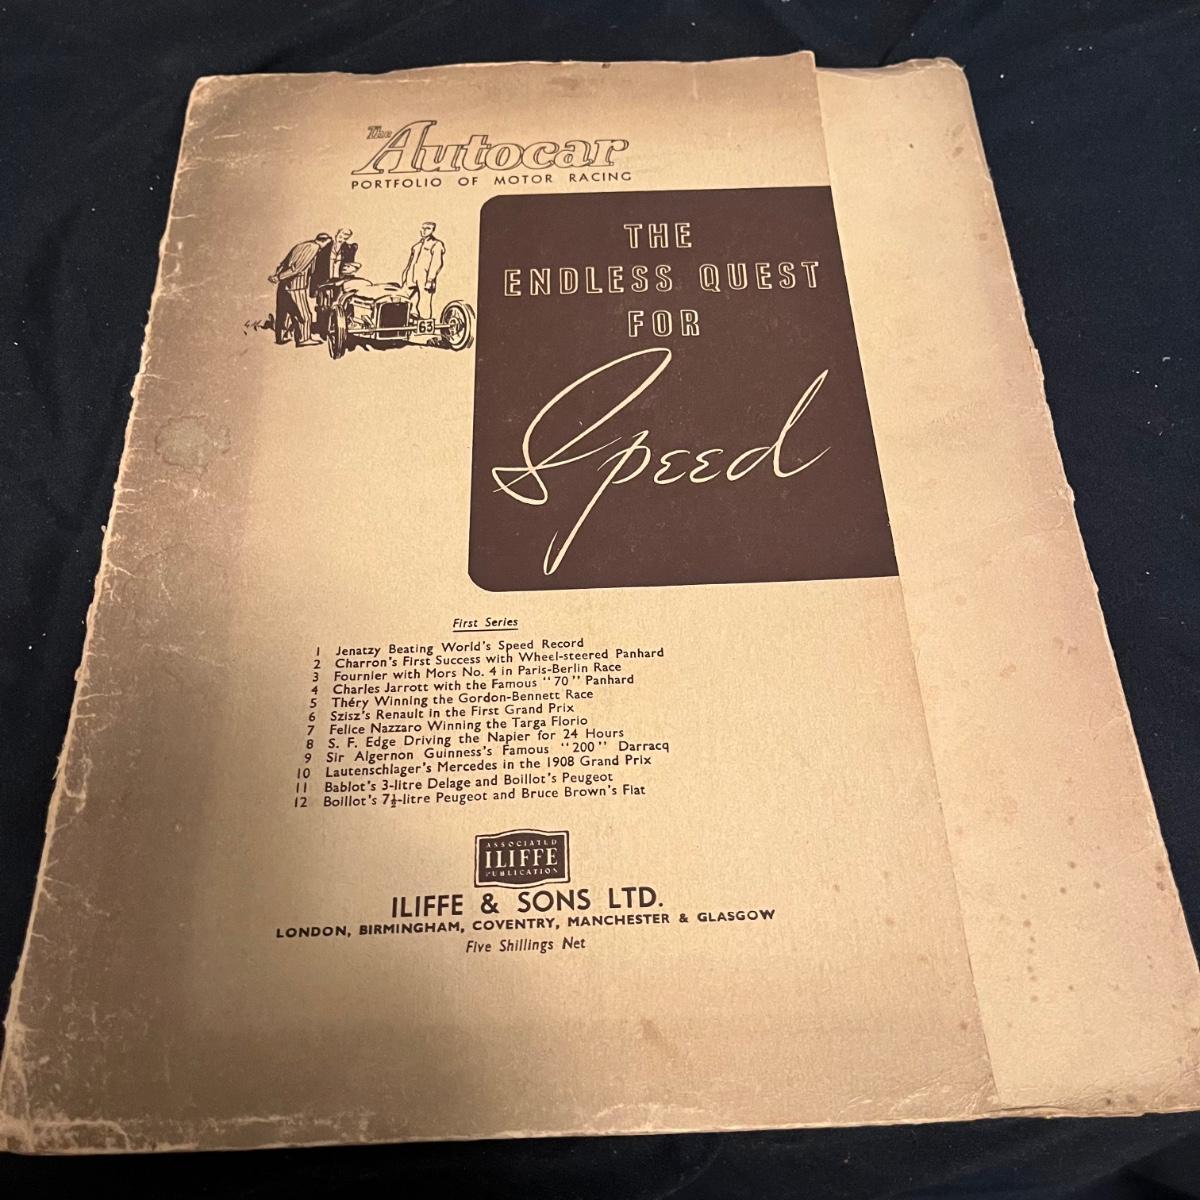 The Autocar
PORTFOLIO OF MOTOR RACING
THE
ENDLESS QUEST
FOR
Speed
63
First Series
1 Jenatzy Beating World's Speed Record
2 Charron's First Success with Wheel-steered Panhard
3 Fournier with Mors No. 4 in Paris-Berlin Race
4 Charles Jarrott with the Famous "70" Panhard
5 Théry Winning the Gordon-Bennett Race
6 Szisz's Renault in the First Grand Prix
7 Felice Nazzaro Winning the Targa Florio
8 S. F. Edge Driving the Napier for 24 Hours
9 Sir Algernon Guinness's Famous "200" Darracq
10 Lautenschlager's Mercedes in the 1908 Grand Prix
11 Bablot's 3-litre Delage and Boillot's Peugeot
12 Boillot's 7½-litre Peugeot and Bruce Brown's Fiat
ASSOCIATED
ILIFFE
PUBLICATION
ILIFFE & SONS LTD.
LONDON, BIRMINGHAM, COVENTRY, MANCHESTER & GLASGOW
Five Shillings Net